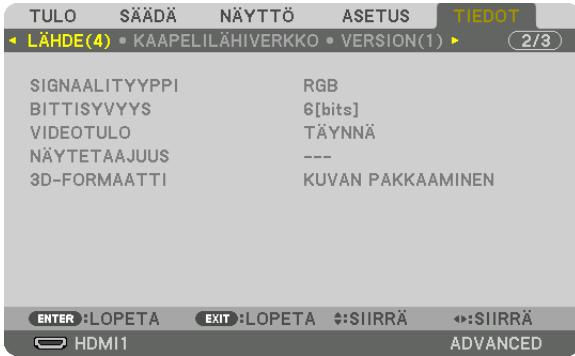 TULO SÄÄDÄ NÄYTTÖ ASETUS TIEDOT
◂ LÄHDE(4) • KAAPELILÄHIVERKKO • VERSION(1) ▸ 2/3
SIGNAALITYYPPI RGB
BITTISYVYYS 6[bits]
VIDEOTULO TÄYNNÄ
NÄYTETAAJUUS ---
3D-FORMAATTI KUVAN PAKKAAMINEN
ENTER :LOPETA EXIT :LOPETA ♦:SIIRRÄ ◂▸:SIIRRÄ
HDMI1 ADVANCED